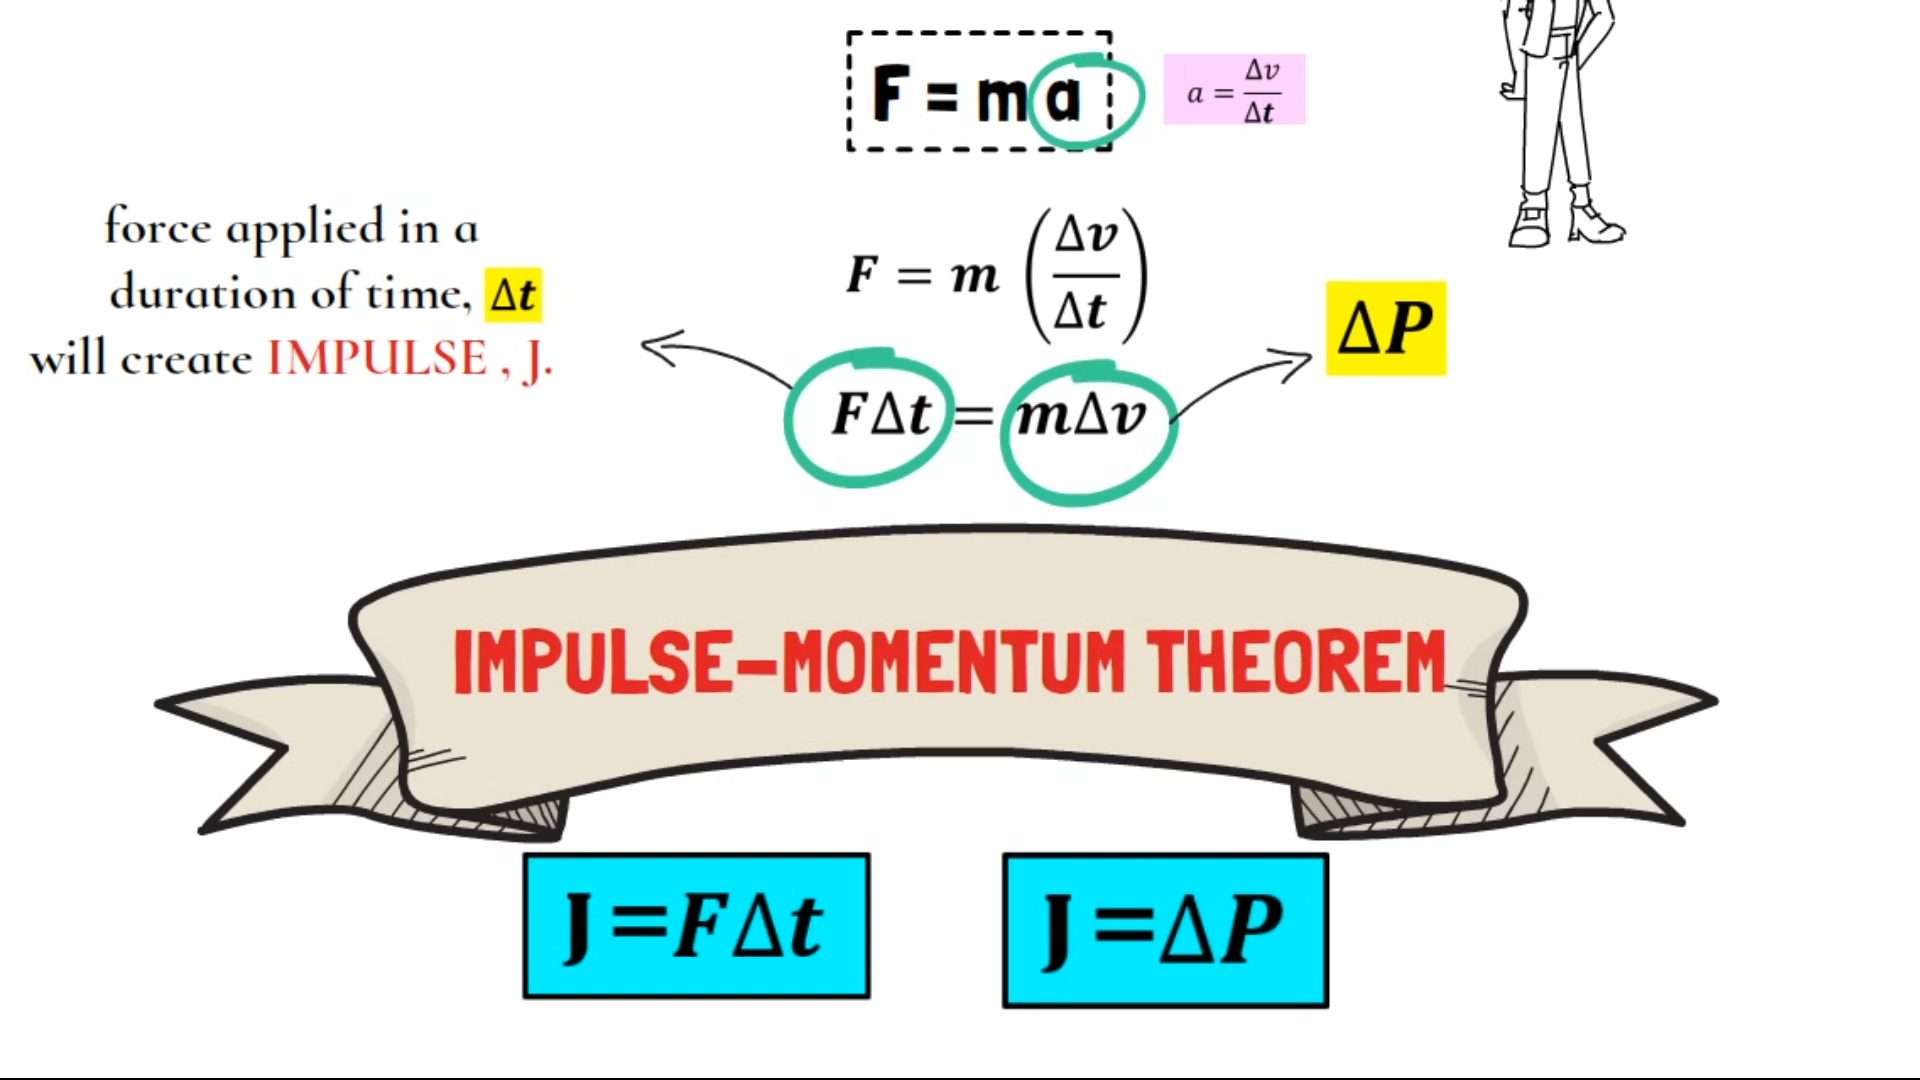 F = ma
a = Δv/Δt
force applied in a
duration of time, Δt
will create IMPULSE , J.
F = m (Δv/Δt)
ΔP
FΔt = mΔv
IMPULSE-MOMENTUM THEOREM
J =FΔt
J =ΔP